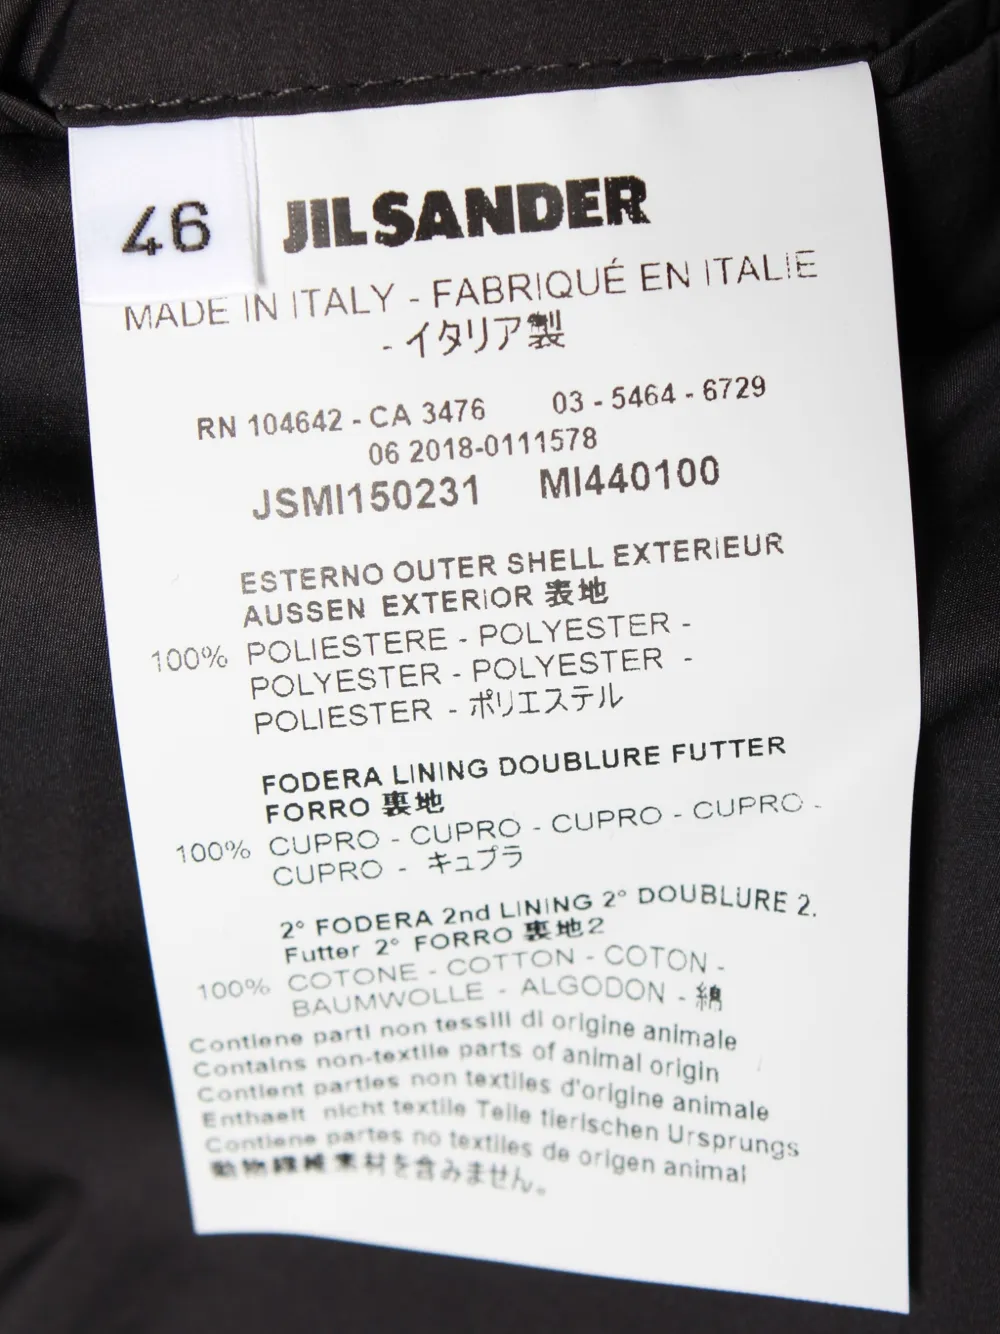 46
JIL SANDER
MADE IN ITALY - FABRIQUÉ EN ITALIE
- イタリア製
RN 104642 - CA 3476 03 - 5464 - 6729
06 2018-0111578
JSMI150231 MI440100
ESTERNO OUTER SHELL EXTERIEUR
AUSSEN EXTERIOR 表地
100% POLIESTERE - POLYESTER -
POLYESTER - POLYESTER -
POLIESTER - ポリエステル
FODERA LINING DOUBLURE FUTTER
FORRO 裏地
100% CUPRO - CUPRO - CUPRO - CUPRO -
CUPRO - キュプラ
2° FODERA 2nd LINING 2° DOUBLURE 2.
Futter 2° FORRO 裏地2
100% COTONE - COTTON - COTON -
BAUMWOLLE - ALGODON - 綿
Contiene parti non tessili di origine animale
Contains non-textile parts of animal origin
Contient parties non textiles d'origine animale
Enthaelt nicht textile Teile tierischen Ursprungs
Contiene partes no textiles de origen animal
動物繊維素材を含みません。